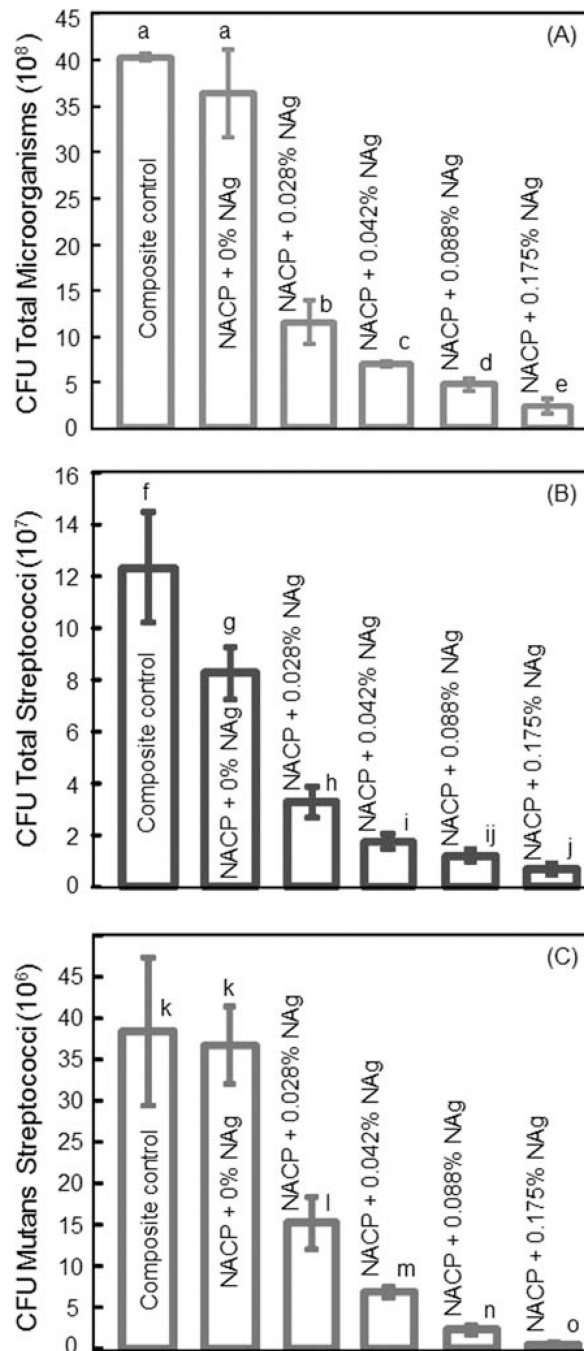 (A)
CFU Total Microorganisms (10⁸)
45
40
35
30
25
20
15
10
5
0
a
a
b
c
d
e
Composite control
NACP + 0% NAg
NACP + 0.028% NAg
NACP + 0.042% NAg
NACP + 0.088% NAg
NACP + 0.175% NAg
(B)
CFU Total Streptococci (10⁷)
16
14
12
10
8
6
4
2
0
f
g
h
i
ij
j
Composite control
NACP + 0% NAg
NACP + 0.028% NAg
NACP + 0.042% NAg
NACP + 0.088% NAg
NACP + 0.175% NAg
(C)
CFU Mutans Streptococci (10⁶)
45
40
35
30
25
20
15
10
5
0
k
k
l
m
n
o
Composite control
NACP + 0% NAg
NACP + 0.028% NAg
NACP + 0.042% NAg
NACP + 0.088% NAg
NACP + 0.175% NAg